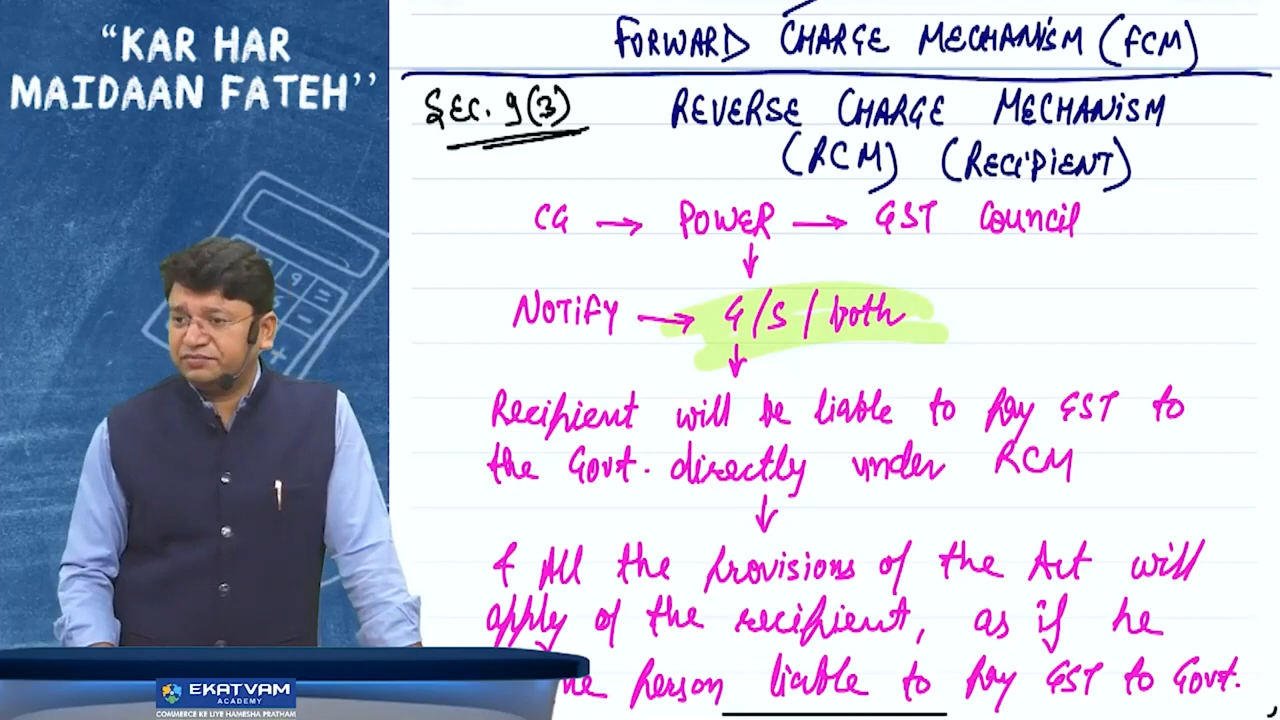 “KAR HAR
MAIDAAN FATEH’’
FORWARD CHARGE MECHANISM (FCM)
SEC. 9(3) REVERSE CHARGE MECHANISM
(RCM) (RECIPIENT)
CG → POWER → GST Council
↓
NOTIFY → G/S/both
↓
Recipient will be liable to pay GST to
the Govt. directly under RCM
↓
& All the provisions of the Act will
apply of the recipient, as if he
person liable to pay GST to Govt.
EKATVAM
ACADEMY
COMMERCE KE LIYE HAMESHA PRATHAM